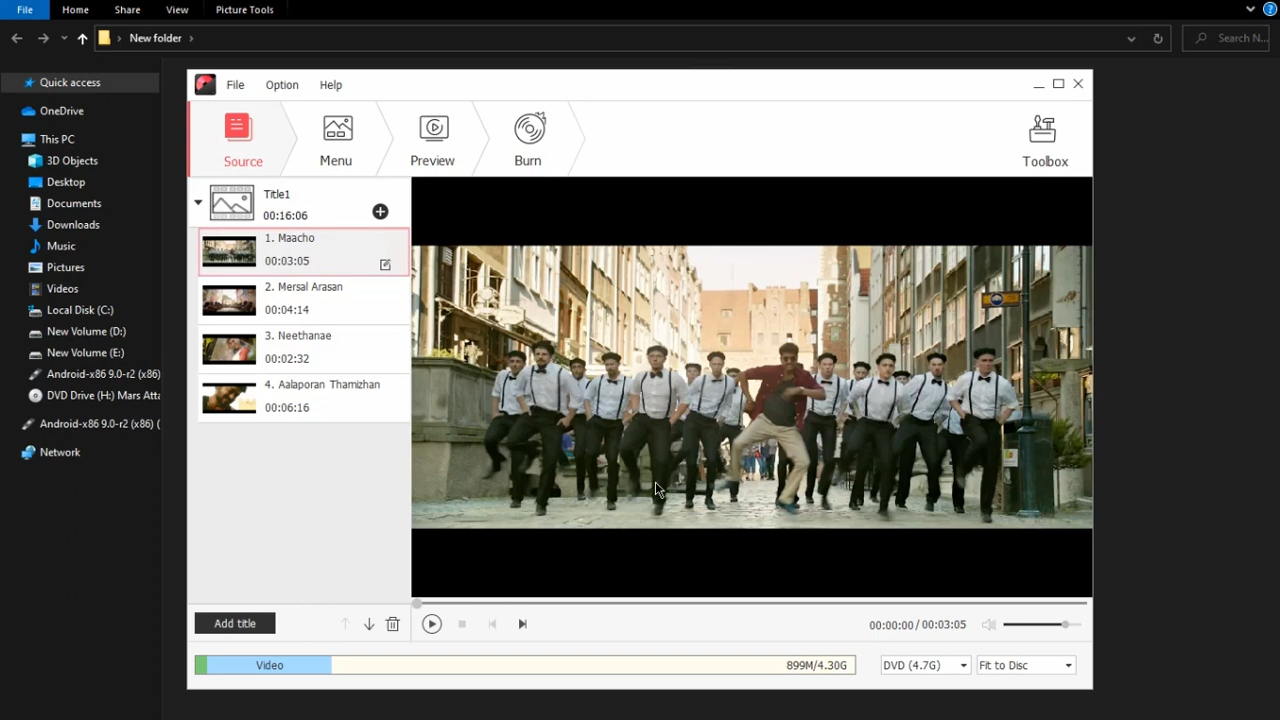 File Home Share View Picture Tools
New folder
Search N...
Quick access
OneDrive
This PC
3D Objects
Desktop
Documents
Downloads
Music
Pictures
Videos
Local Disk (C:)
New Volume (D:)
New Volume (E:)
Android-x86 9.0-r2 (x86)
DVD Drive (H:) Mars Atta
Android-x86 9.0-r2 (x86) (
Network
File Option Help
Source Menu Preview Burn Toolbox
Title1
00:16:06
1. Maacho
00:03:05
2. Mersal Arasan
00:04:14
3. Neethanae
00:02:32
4. Aalaporan Thamizhan
00:06:16
Add title
00:00:00/00:03:05
Video 899M/4.30G DVD (4.7G) Fit to Disc